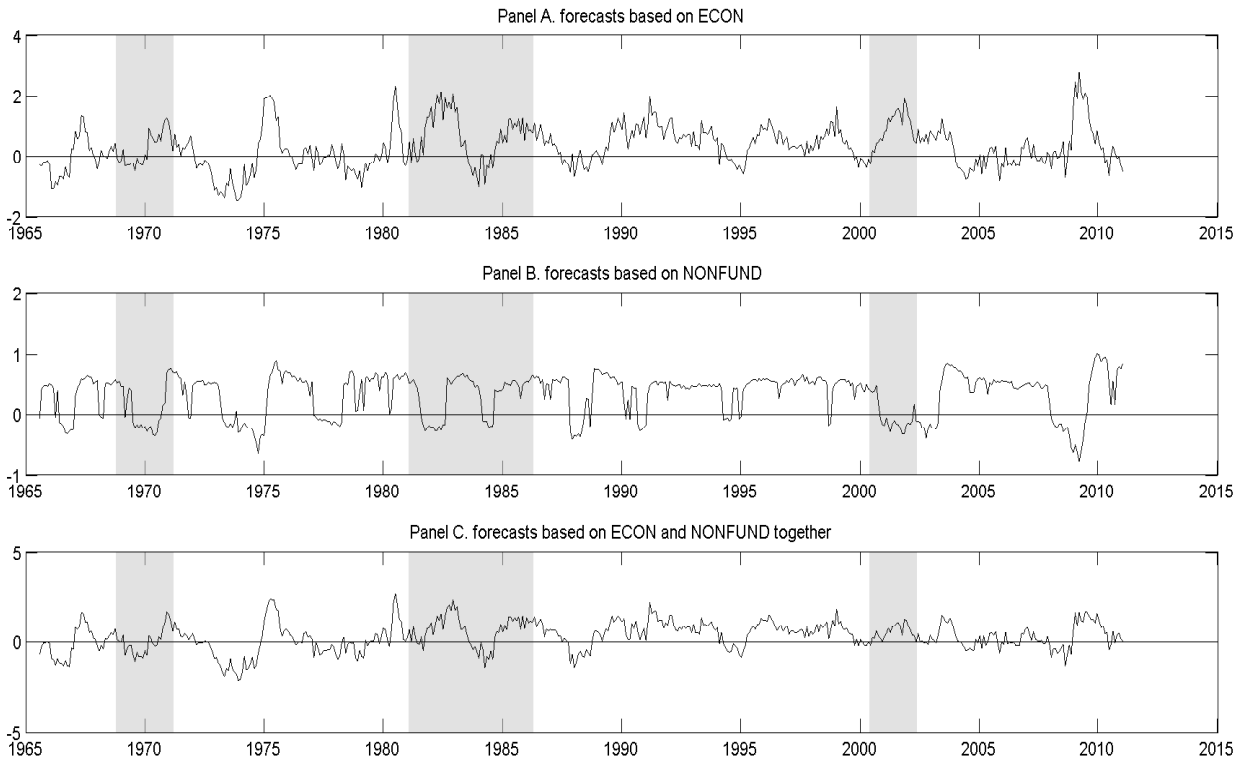 Panel A. forecasts based on ECON
4
2
0
-2
1965 1970 1975 1980 1985 1990 1995 2000 2005 2010 2015
Panel B. forecasts based on NONFUND
2
1
0
-1
1965 1970 1975 1980 1985 1990 1995 2000 2005 2010 2015
Panel C. forecasts based on ECON and NONFUND together
5
0
-5
1965 1970 1975 1980 1985 1990 1995 2000 2005 2010 2015